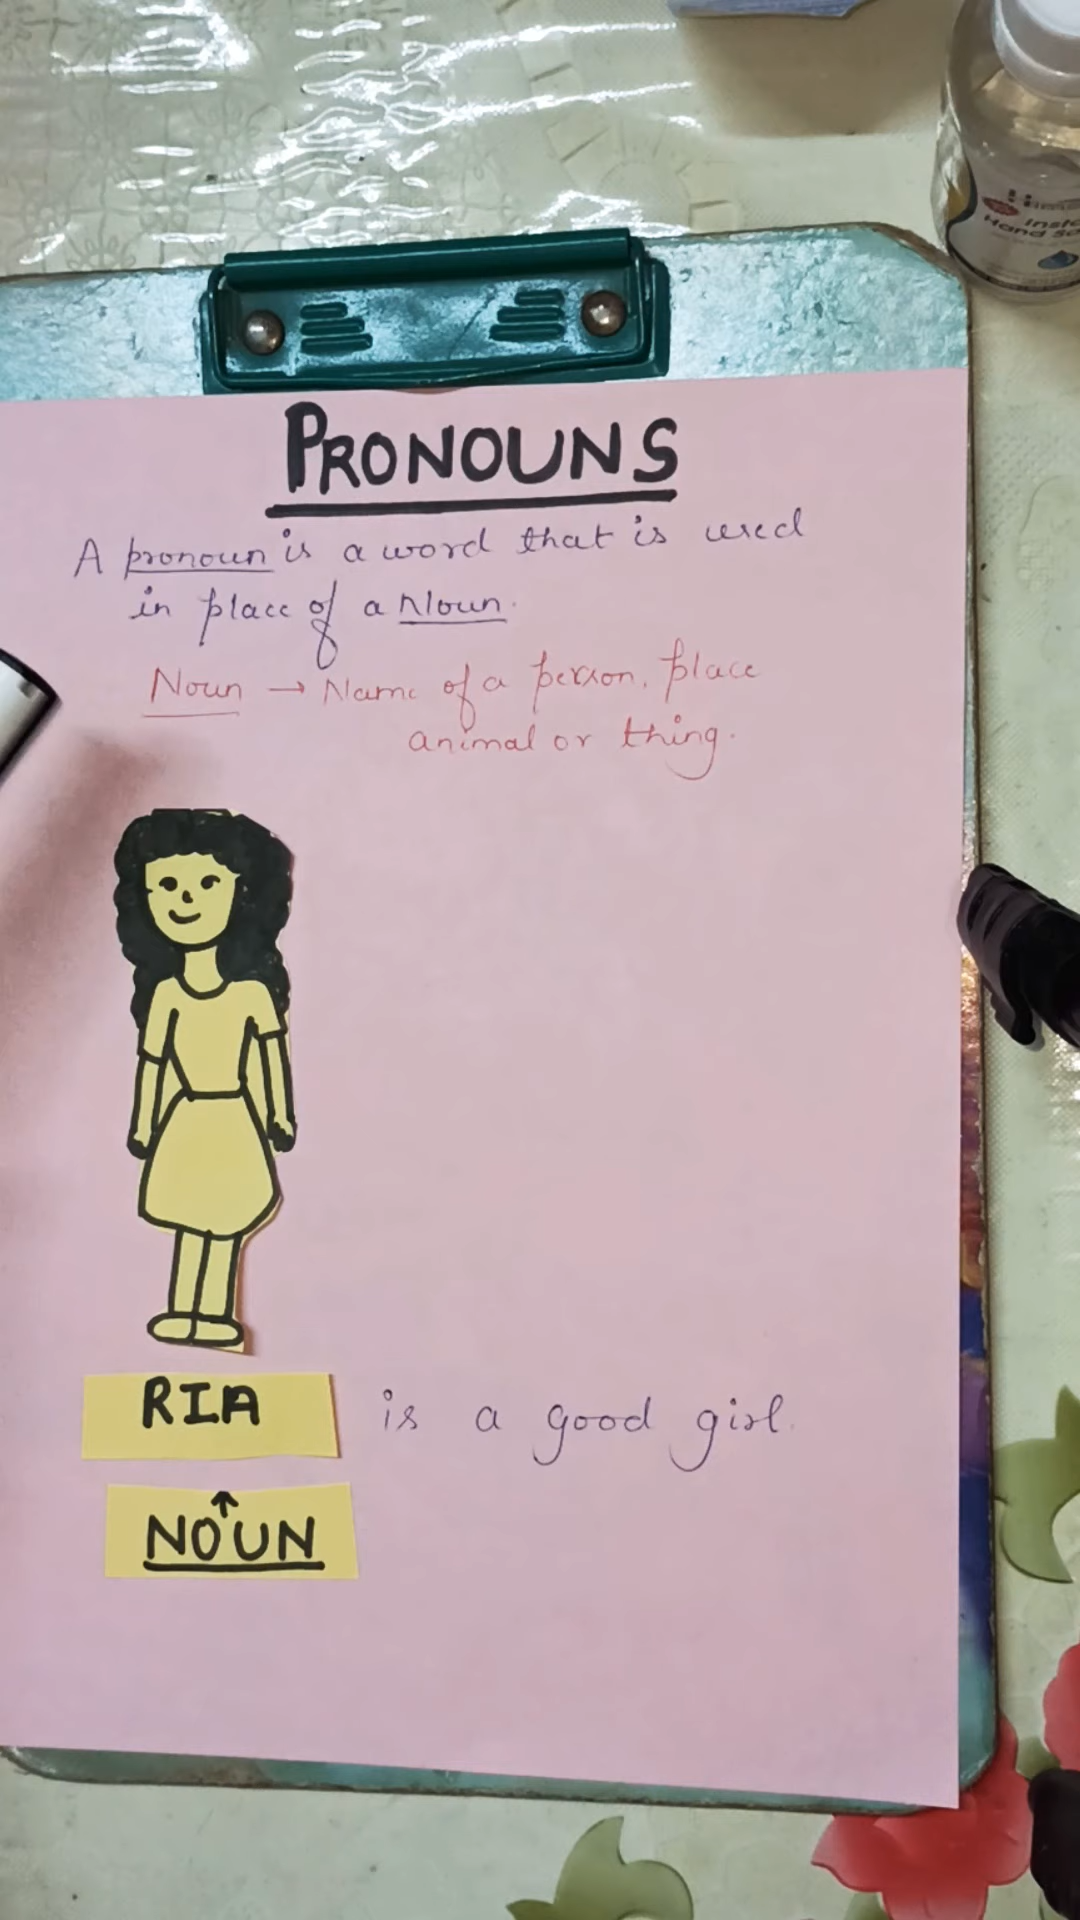 PRONOUNS
A pronoun is a word that is used
in place of a Noun.
Noun → Name of a person, place
animal or thing.
RIA is a good girl.
↑
NOUN
Hand